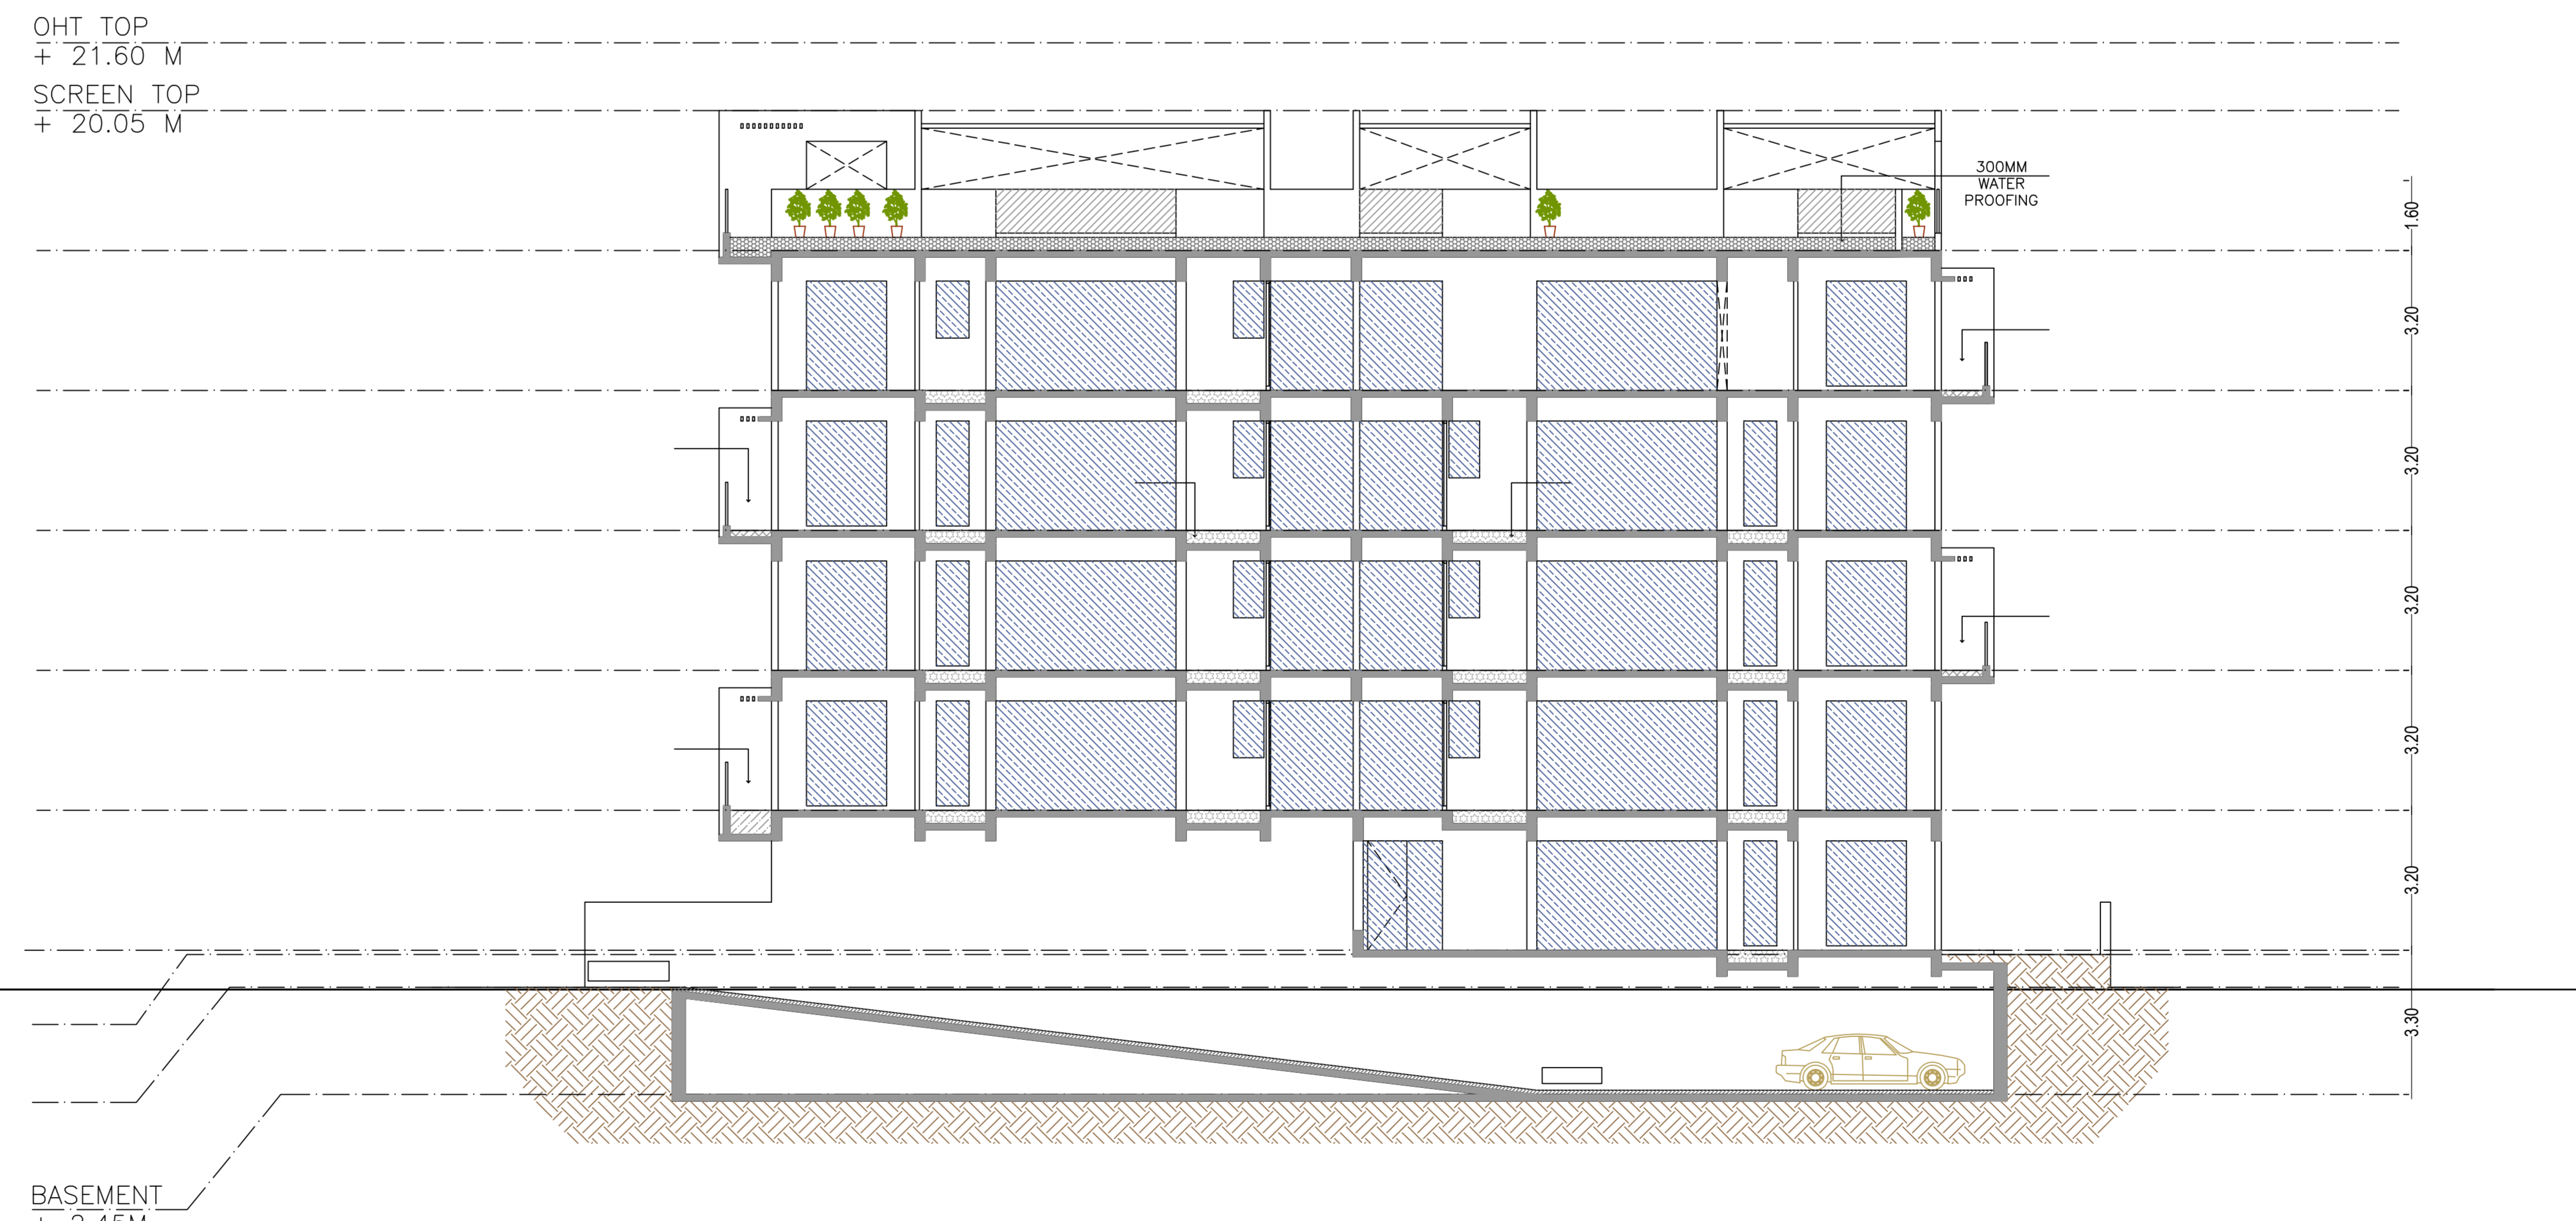 OHT TOP
+ 21.60 M
SCREEN TOP
+ 20.05 M
300MM
WATER
PROOFING
1.60
3.20
3.20
3.20
3.20
3.20
3.30
BASEMENT